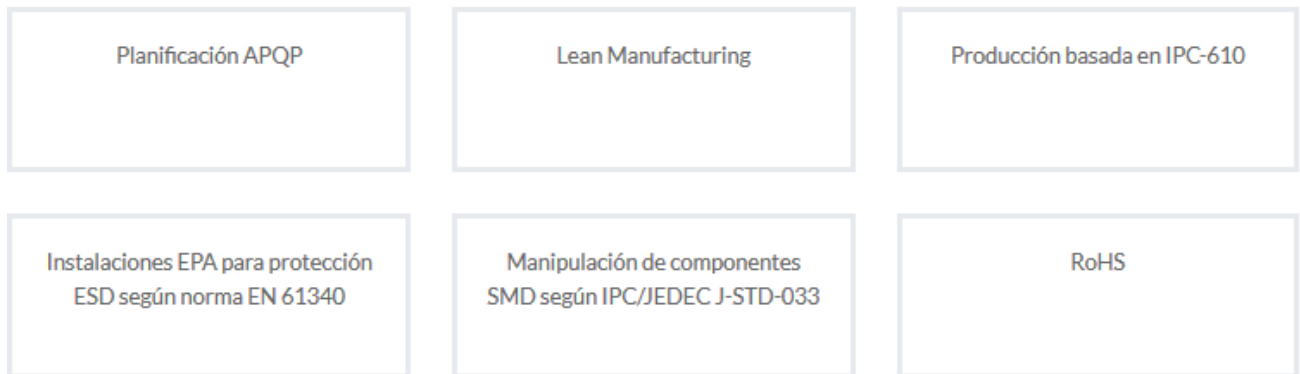 Planificación APQP
Lean Manufacturing
Producción basada en IPC-610
Instalaciones EPA para protección
ESD según norma EN 61340
Manipulación de componentes
SMD según IPC/JEDEC J-STD-033
RoHS